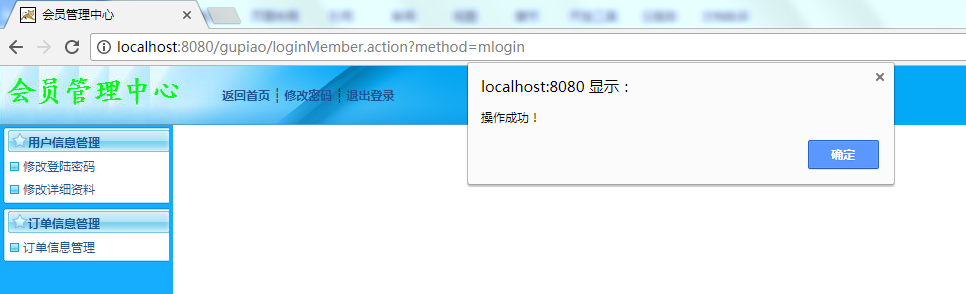 会员管理中心
localhost:8080/gupiao/loginMember.action?method=mlogin
会员管理中心
返回首页 ┆ 修改密码 ┆ 退出登录
localhost:8080 显示：
操作成功！
确定
用户信息管理
修改登陆密码
修改详细资料
订单信息管理
订单信息管理